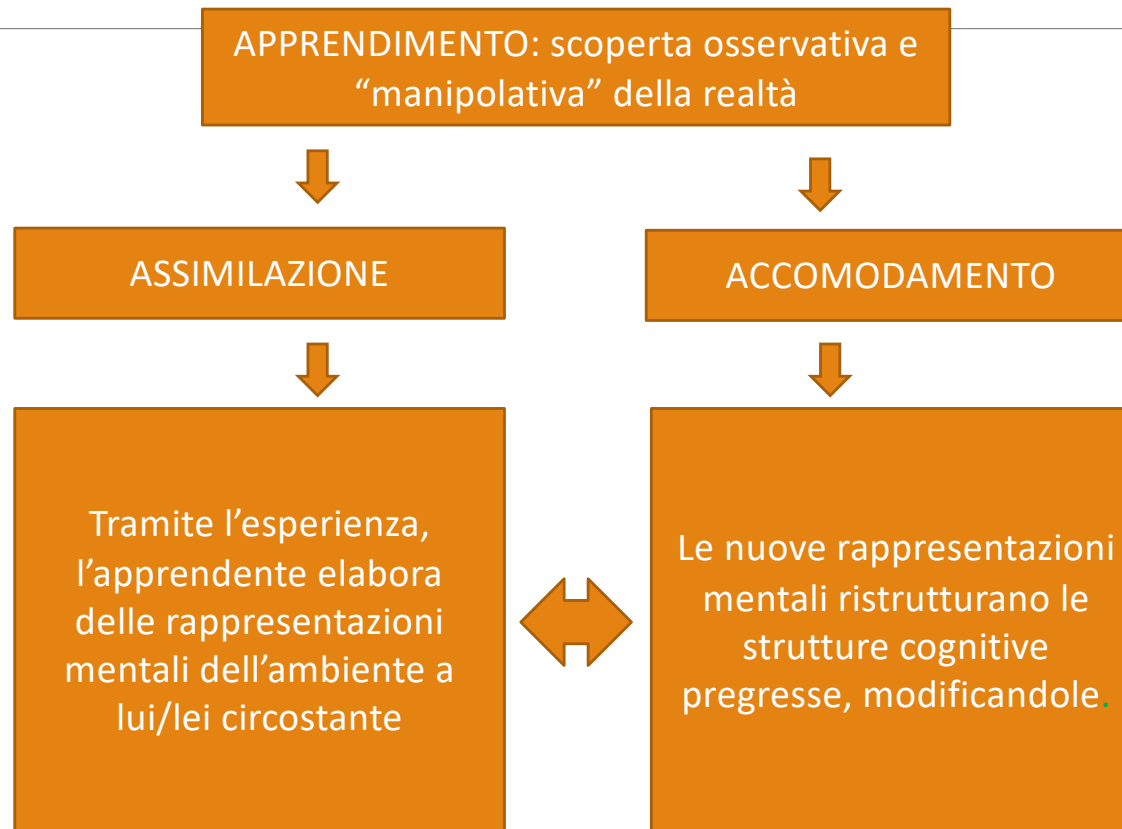 APPRENDIMENTO: scoperta osservativa e
“manipolativa” della realtà
ASSIMILAZIONE
ACCOMODAMENTO
Tramite l’esperienza,
l’apprendente elabora
delle rappresentazioni
mentali dell’ambiente a
lui/lei circostante
Le nuove rappresentazioni
mentali ristrutturano le
strutture cognitive
pregresse, modificandole.